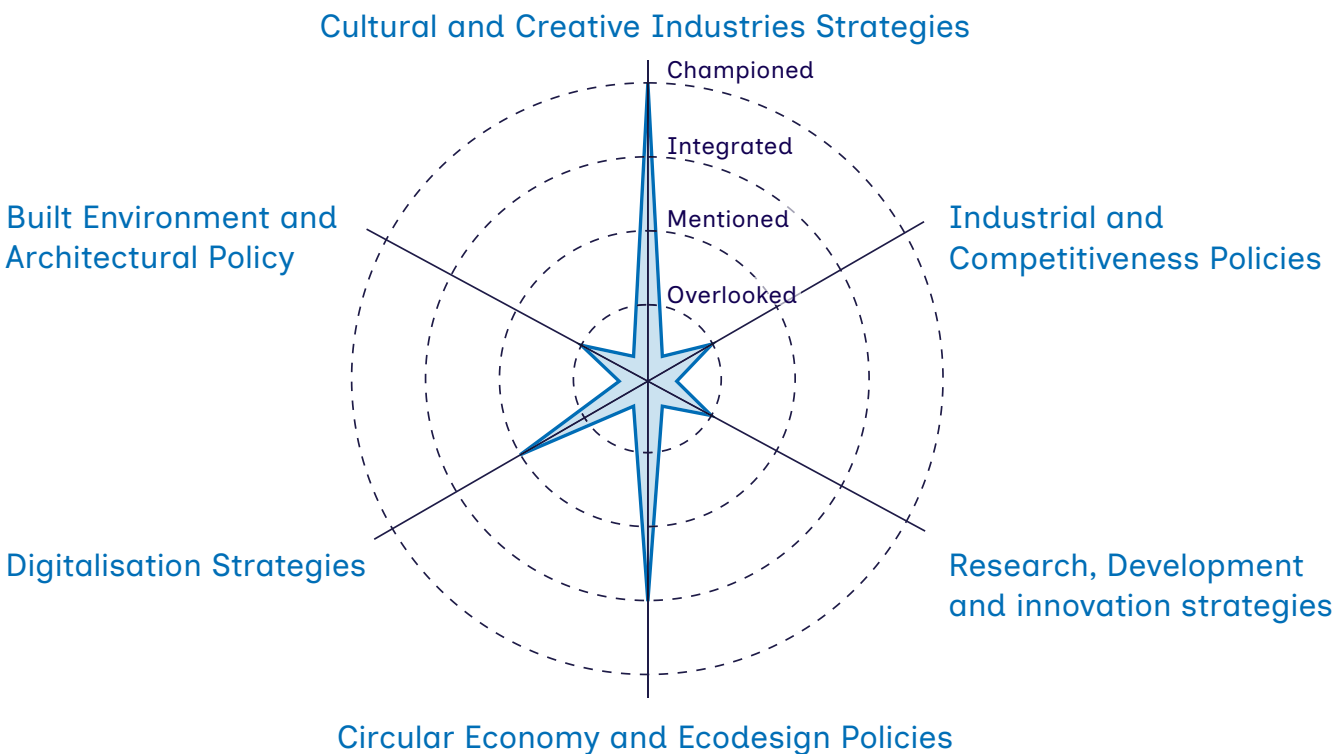 Cultural and Creative Industries Strategies
Championed
Integrated
Mentioned
Overlooked
Built Environment and
Architectural Policy
Industrial and
Competitiveness Policies
Digitalisation Strategies
Research, Development
and innovation strategies
Circular Economy and Ecodesign Policies